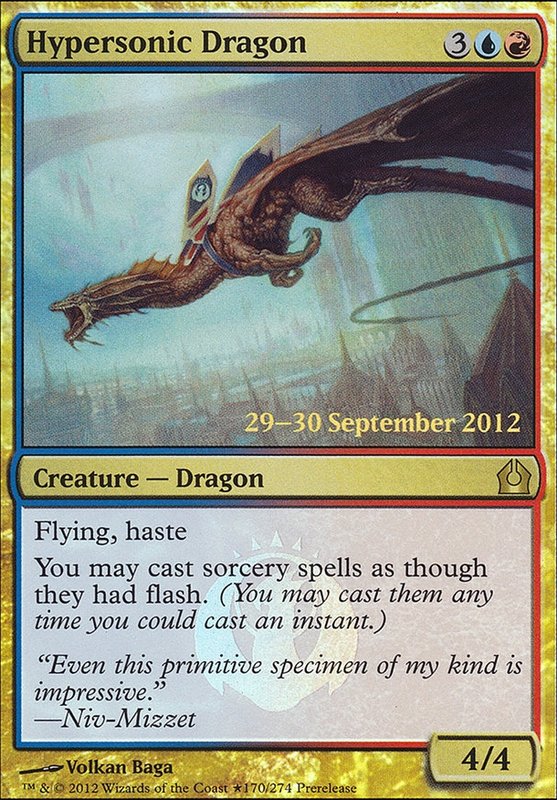 Hypersonic Dragon 3
29–30 September 2012
Creature — Dragon
Flying, haste
You may cast sorcery spells as though
they had flash. (You may cast them any
time you could cast an instant.)
“Even this primitive specimen of my kind is
impressive.”
—Niv-Mizzet
4/4
Volkan Baga
™ & © 2012 Wizards of the Coast ★170/274 Prerelease